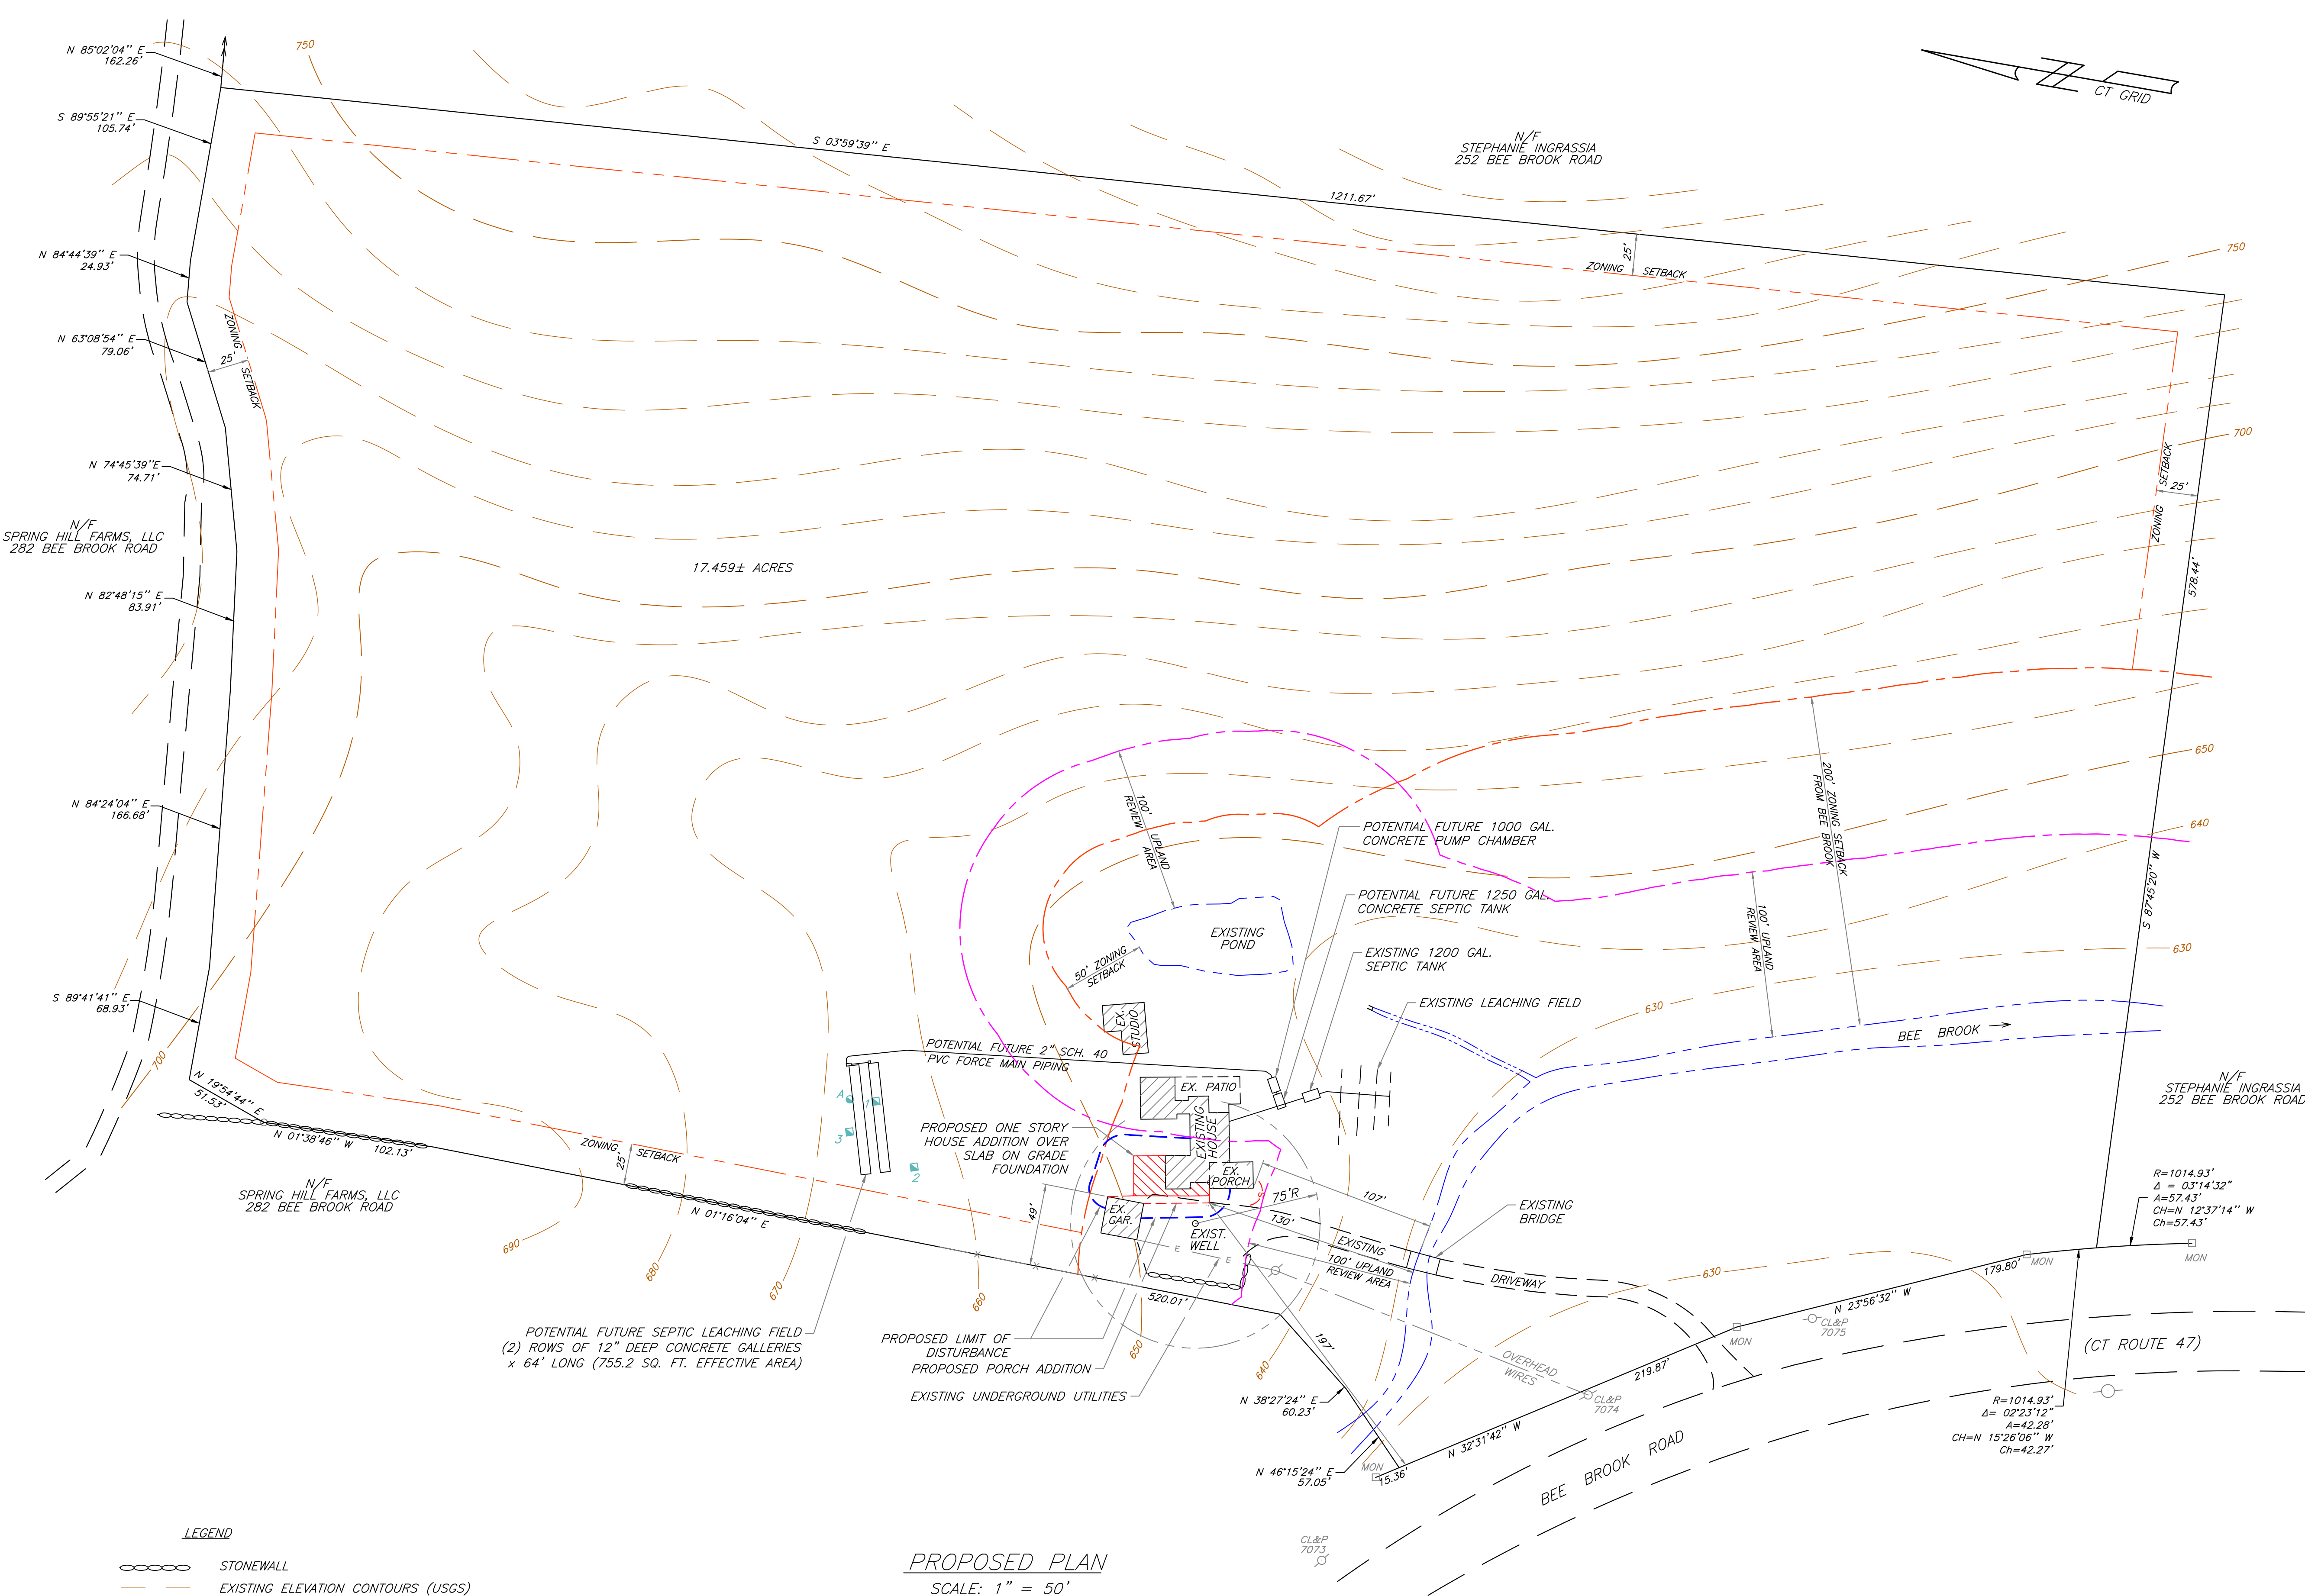 N 85°02'04" E
162.26'
750
CT GRID
S 89°55'21" E
105.74'
S 03°59'39" E
1211.67'
N/F
STEPHANIE INGRASSIA
252 BEE BROOK ROAD
25'
ZONING SETBACK
750
N 84°44'39" E
24.93'
N 63°08'54" E
79.06'
ZONING SETBACK
25'
700
N 74°45'39"E
74.71'
ZONING SETBACK
25'
N/F
SPRING HILL FARMS, LLC
282 BEE BROOK ROAD
17.459± ACRES
578.44'
N 82°48'15" E
83.91'
650
640
N 84°24'04" E
166.68'
100' UPLAND
REVIEW AREA
200' ZONING SETBACK
FROM BEE BROOK
POTENTIAL FUTURE 1000 GAL.
CONCRETE PUMP CHAMBER
S 87°45'20" W
POTENTIAL FUTURE 1250 GAL.
CONCRETE SEPTIC TANK
EXISTING
POND
100' UPLAND
REVIEW AREA
630
EXISTING 1200 GAL.
SEPTIC TANK
50' ZONING
SETBACK
S 89°41'41" E
68.93'
EXISTING LEACHING FIELD
630
BEE BROOK
EX.
STUDIO
700
POTENTIAL FUTURE 2" SCH. 40
PVC FORCE MAIN PIPING
N 19°54'44" E
51.53'
A
1
3
2
EX. PATIO
N/F
STEPHANIE INGRASSIA
252 BEE BROOK ROAD
N 01°38'46" W
102.13'
ZONING SETBACK
25'
PROPOSED ONE STORY
HOUSE ADDITION OVER
SLAB ON GRADE
FOUNDATION
EXISTING
HOUSE
EX.
PORCH
S
75'R
107'
130'
N/F
SPRING HILL FARMS, LLC
282 BEE BROOK ROAD
N 01°16'04" E
49'
EX.
GAR.
EXIST.
WELL
E
E
EXISTING
BRIDGE
EXISTING
DRIVEWAY
100' UPLAND
REVIEW AREA
R=1014.93'
Δ = 03°14'32"
A=57.43'
CH=N 12°37'14" W
Ch=57.43'
MON
MON
179.80'
N 23°56'32" W
690
680
670
660
650
640
630
520.01'
X
X
X
197'
CL&P
7075
MON
(CT ROUTE 47)
POTENTIAL FUTURE SEPTIC LEACHING FIELD
(2) ROWS OF 12" DEEP CONCRETE GALLERIES
x 64' LONG (755.2 SQ. FT. EFFECTIVE AREA)
PROPOSED LIMIT OF
DISTURBANCE
PROPOSED PORCH ADDITION
EXISTING UNDERGROUND UTILITIES
OVERHEAD
WIRES
219.87'
CL&P
7074
N 38°27'24" E
60.23'
N 32°31'42" W
R=1014.93'
Δ= 02°23'12"
A=42.28'
CH=N 15°26'06" W
Ch=42.27'
N 46°15'24" E
57.05'
MON
15.36'
BEE BROOK ROAD
CL&P
7073
LEGEND
STONEWALL
EXISTING ELEVATION CONTOURS (USGS)
PROPOSED PLAN
SCALE: 1" = 50'